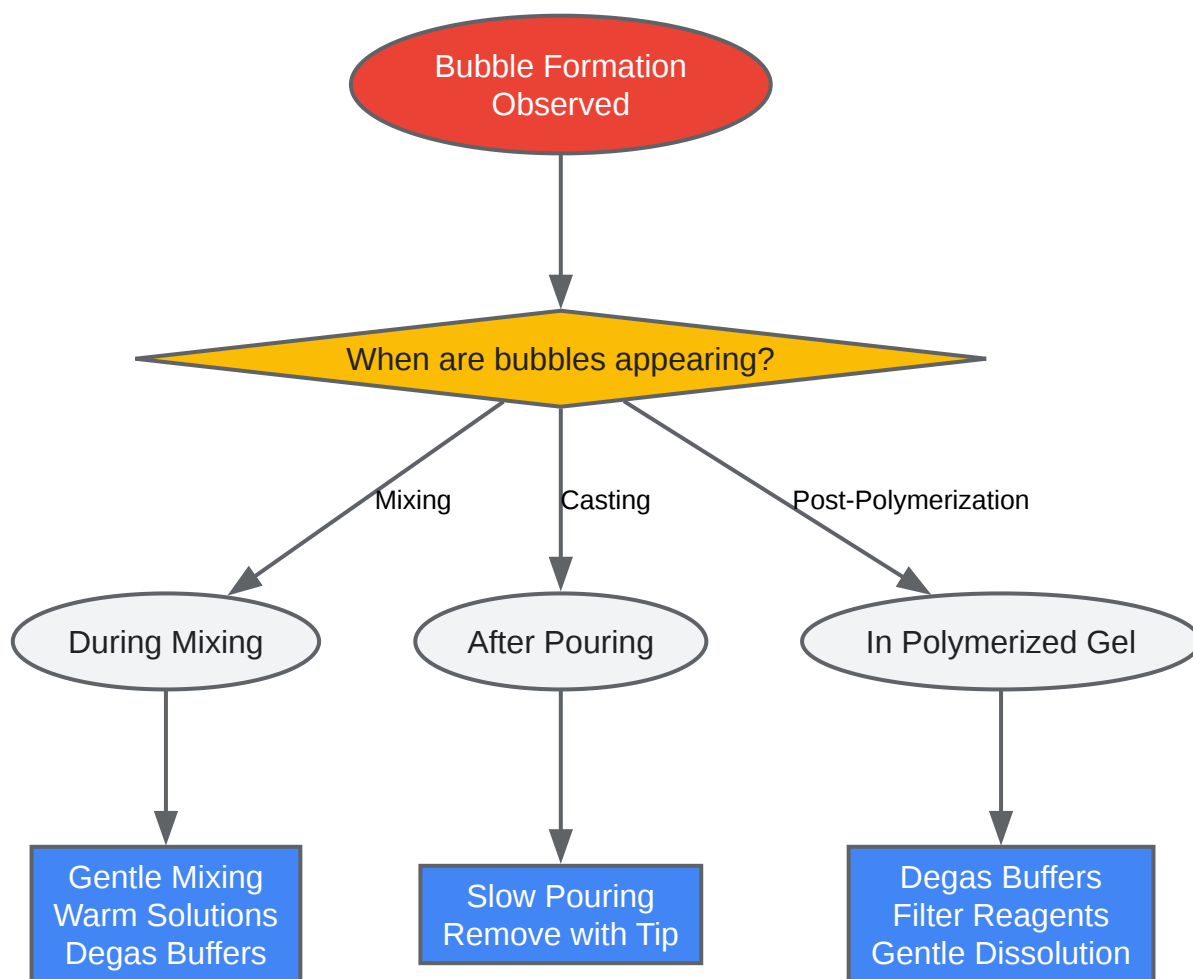 Bubble Formation
Observed
When are bubbles appearing?
Mixing
Casting
Post-Polymerization
During Mixing
After Pouring
In Polymerized Gel
Gentle Mixing
Warm Solutions
Degas Buffers
Slow Pouring
Remove with Tip
Degas Buffers
Filter Reagents
Gentle Dissolution